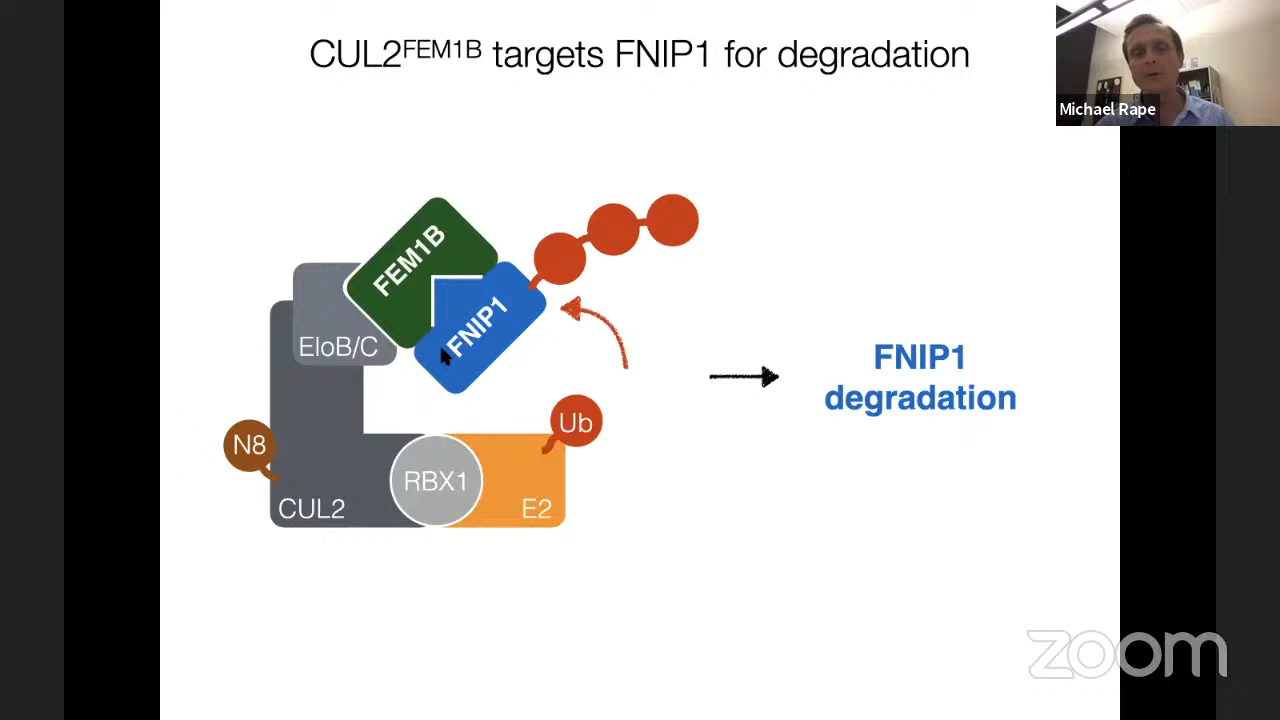 CUL2FEM1B targets FNIP1 for degradation
Michael Rape
FEM1B
FNIP1
EloB/C
FNIP1
degradation
Ub
N8
RBX1
CUL2
E2
zoom